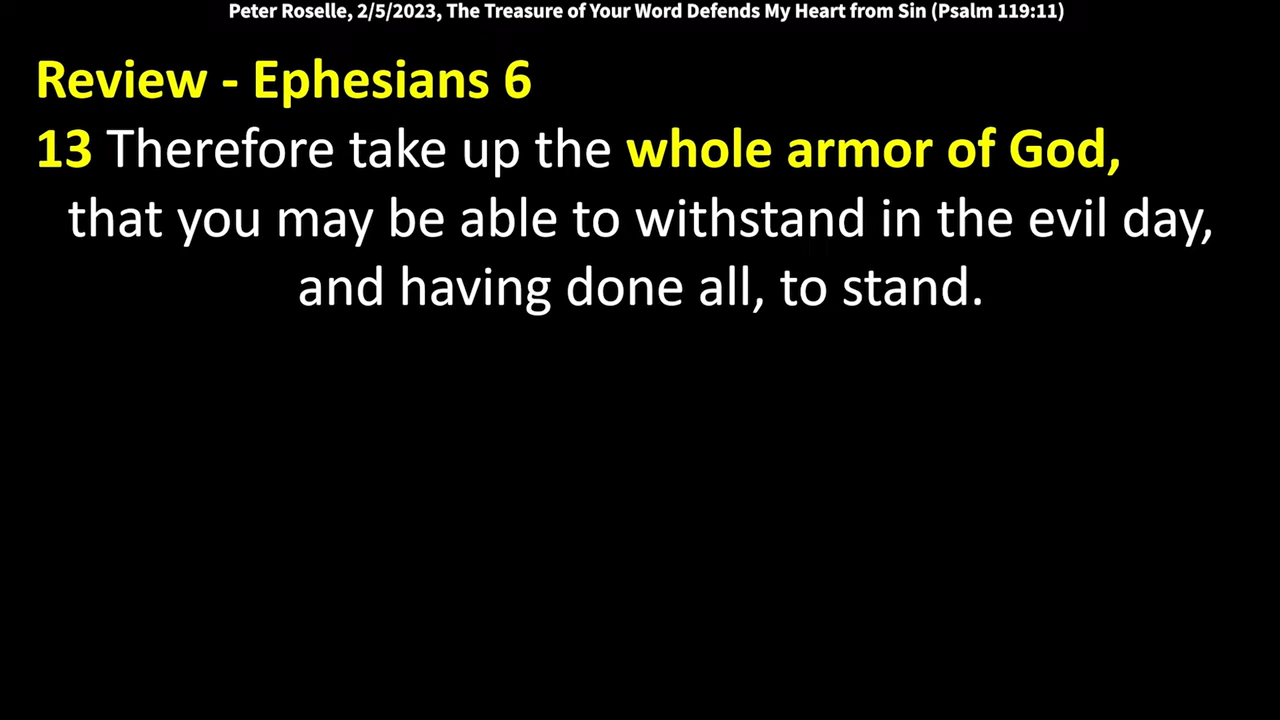 Peter Roselle, 2/5/2023, The Treasure of Your Word Defends My Heart from Sin (Psalm 119:11)
Review - Ephesians 6
13 Therefore take up the whole armor of God,
that you may be able to withstand in the evil day,
and having done all, to stand.